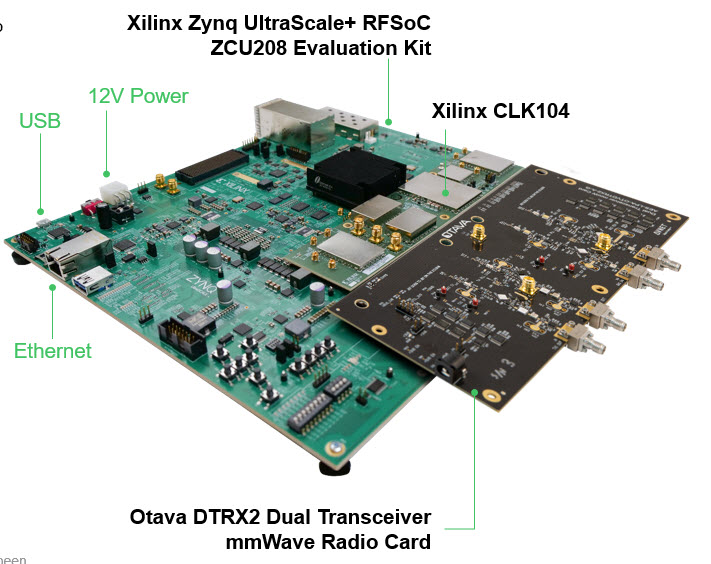 Xilinx Zynq UltraScale+ RFSoC
ZCU208 Evaluation Kit
12V Power
Xilinx CLK104
USB
XILINX
OTAVA
ZYNQ
Ethernet
S/N 3
Otava DTRX2 Dual Transceiver
mmWave Radio Card